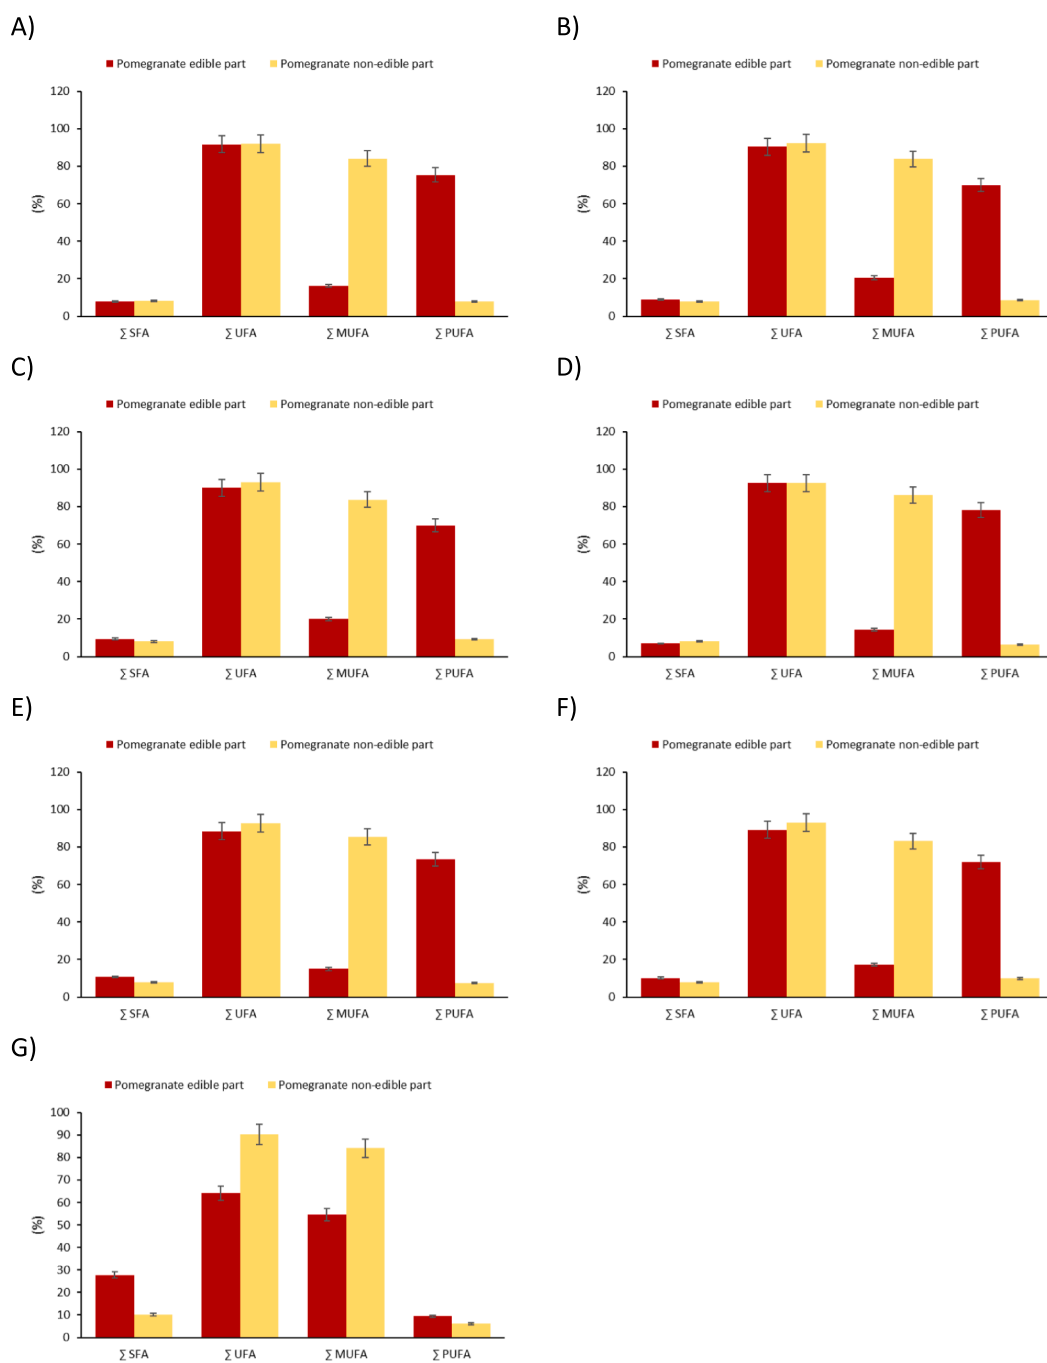 A)
Pomegranate edible part Pomegranate non-edible part
120
100
80
60
40
20
0
(%)
∑ SFA ∑ UFA ∑ MUFA ∑ PUFA
B)
Pomegranate edible part Pomegranate non-edible part
120
100
80
60
40
20
0
(%)
∑ SFA ∑ UFA ∑ MUFA ∑ PUFA
C)
Pomegranate edible part Pomegranate non-edible part
120
100
80
60
40
20
0
(%)
∑ SFA ∑ UFA ∑ MUFA ∑ PUFA
D)
Pomegranate edible part Pomegranate non-edible part
120
100
80
60
40
20
0
(%)
∑ SFA ∑ UFA ∑ MUFA ∑ PUFA
E)
Pomegranate edible part Pomegranate non-edible part
120
100
80
60
40
20
0
(%)
∑ SFA ∑ UFA ∑ MUFA ∑ PUFA
F)
Pomegranate edible part Pomegranate non-edible part
120
100
80
60
40
20
0
(%)
∑ SFA ∑ UFA ∑ MUFA ∑ PUFA
G)
Pomegranate edible part Pomegranate non-edible part
100
90
80
70
60
50
40
30
20
10
0
(%)
∑ SFA ∑ UFA ∑ MUFA ∑ PUFA